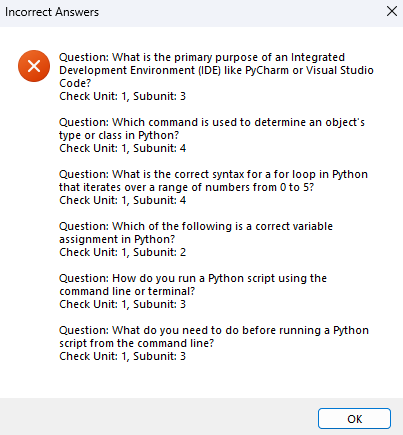 Incorrect Answers
Question: What is the primary purpose of an Integrated
Development Environment (IDE) like PyCharm or Visual Studio
Code?
Check Unit: 1, Subunit: 3
Question: Which command is used to determine an object's
type or class in Python?
Check Unit: 1, Subunit: 4
Question: What is the correct syntax for a for loop in Python
that iterates over a range of numbers from 0 to 5?
Check Unit: 1, Subunit: 4
Question: Which of the following is a correct variable
assignment in Python?
Check Unit: 1, Subunit: 2
Question: How do you run a Python script using the
command line or terminal?
Check Unit: 1, Subunit: 3
Question: What do you need to do before running a Python
script from the command line?
Check Unit: 1, Subunit: 3
OK